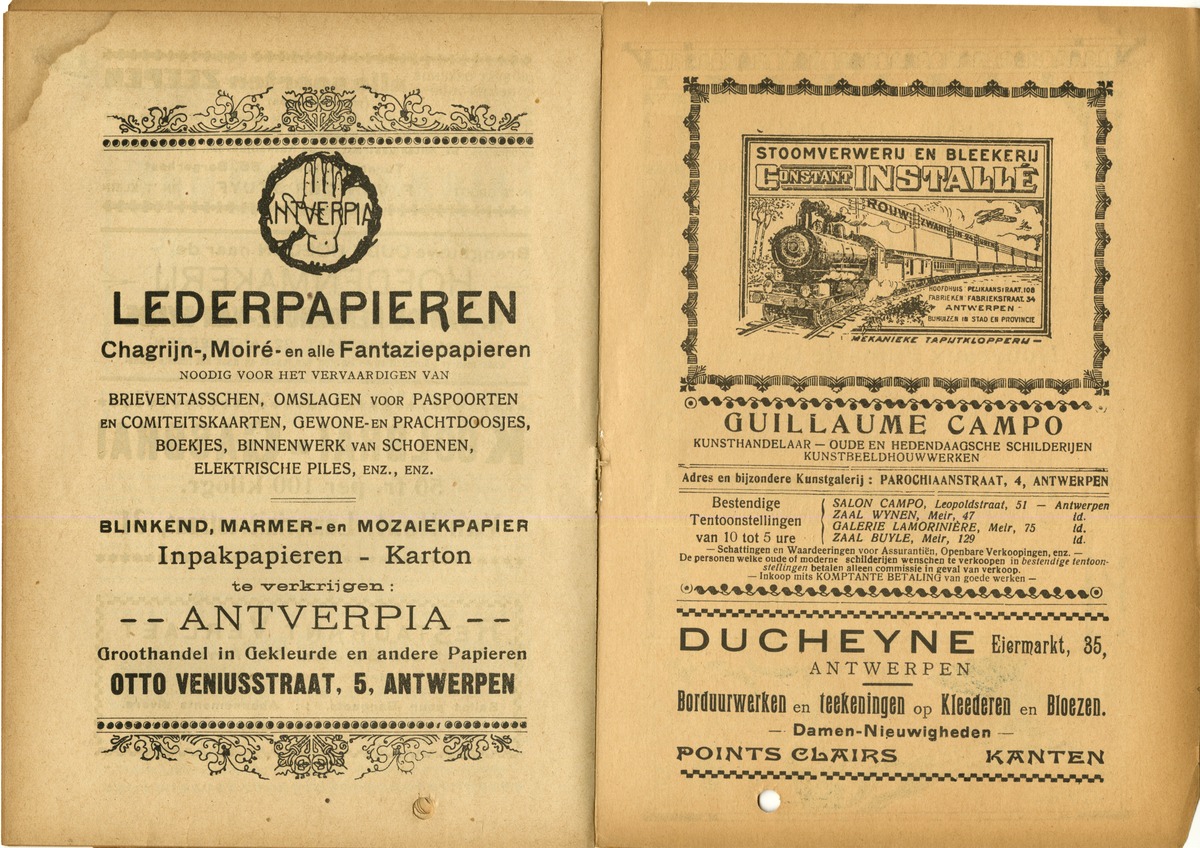 ANTVERPIA
LEDERPAPIEREN
Chagrijn-, Moiré- en alle Fantaziepapieren
NOODIG VOOR HET VERVAARDIGEN VAN
BRIEVENTASSCHEN, OMSLAGEN VOOR PASPOORTEN
EN COMITEITSKAARTEN, GEWONE- EN PRACHTDOOSJES,
BOEKJES, BINNENWERK VAN SCHOENEN,
ELEKTRISCHE PILES, ENZ., ENZ.
BLINKEND, MARMER- en MOZAIEKPAPIER
Inpakpapieren - Karton
te verkrijgen :
-- ANTVERPIA --
Groothandel in Gekleurde en andere Papieren
OTTO VENIUSSTRAAT, 5, ANTWERPEN
STOOMVERWERIJ EN BLEEKERIJ
CONSTANT INSTALLÉ
ROUW ZWART IN 24 UREN
HOOFDHUIS PELIKAANSTRAAT, 108
FABRIEKEN FABRIEKSTRAAT 34
ANTWERPEN -
BIJHUIZEN IN STAD EN PROVINCIE
MEKANIEKE TAPIJTKLOPPERIJ —
GUILLAUME CAMPO
KUNSTHANDELAAR — OUDE EN HEDENDAAGSCHE SCHILDERIJEN
KUNSTBEELDHOUWWERKEN
Adres en bijzondere Kunstgalerij : PAROCHIAANSTRAAT, 4, ANTWERPEN
Bestendige Tentoonstellingen van 10 tot 5 ure
SALON CAMPO, Leopoldstraat, 51 — Antwerpen
ZAAL WYNEN, Meir, 47 id.
GALERIE LAMORINIÈRE, Meir, 75 id.
ZAAL BUYLE, Meir, 129 id.
— Schattingen en Waardeeringen voor Assurantiën, Openbare Verkoopingen, enz. —
De personen welke oude of moderne schilderijen wenschen te verkoopen in bestendige tentoon-
stellingen betalen alleen commissie in geval van verkoop.
— Inkoop mits KOMPTANTE BETALING van goede werken —
DUCHEYNE Eiermarkt, 35,
ANTWERPEN
Borduurwerken en teekeningen op Kleederen en Bloezen.
— Damen-Nieuwigheden —
POINTS CLAIRS KANTEN